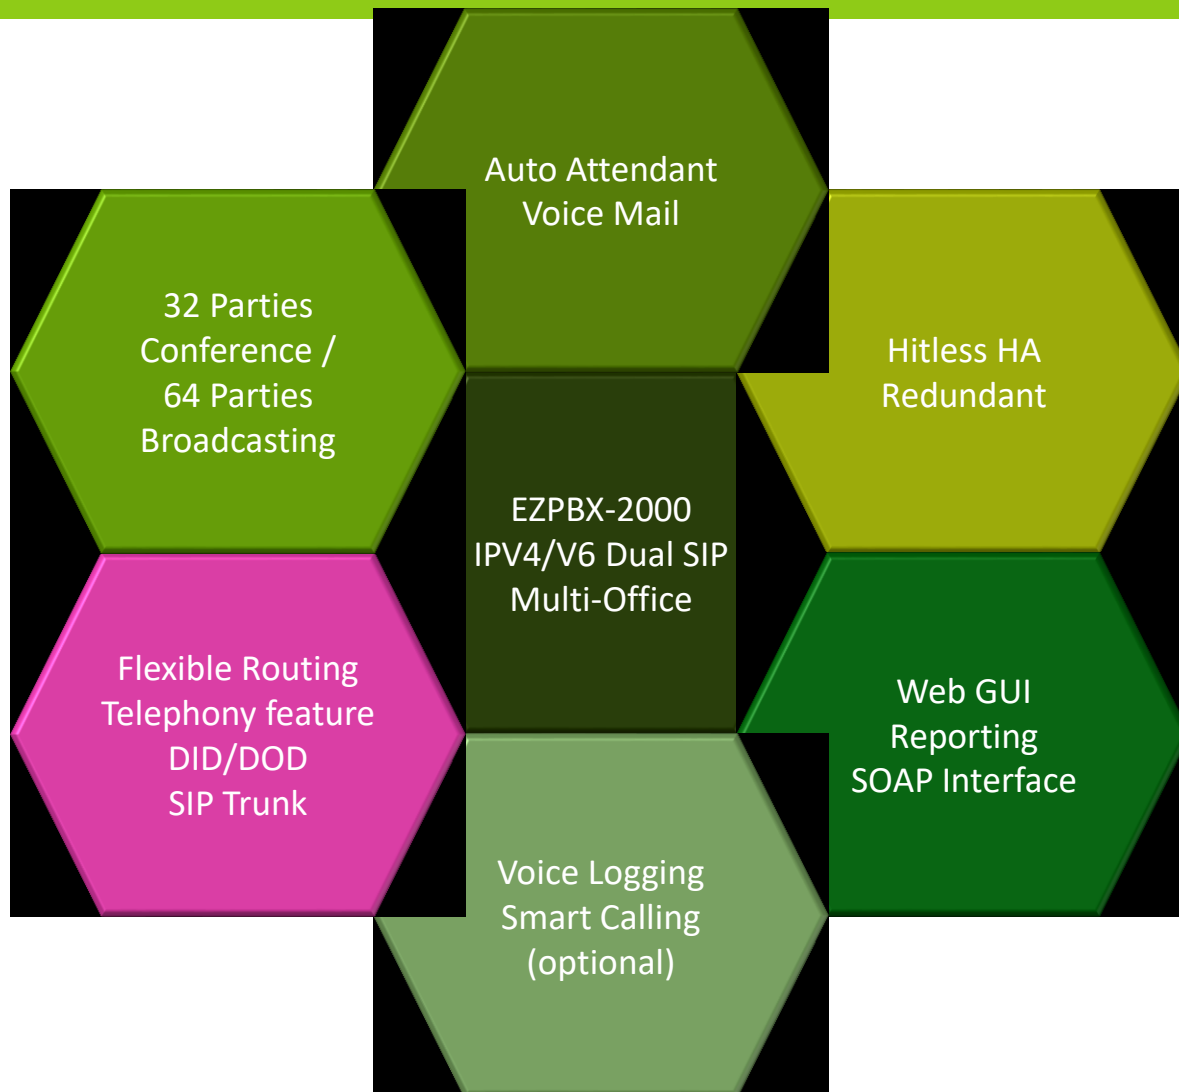 Auto Attendant
Voice Mail
32 Parties
Conference /
64 Parties
Broadcasting
Hitless HA
Redundant
EZPBX-2000
IPV4/V6 Dual SIP
Multi-Office
Flexible Routing
Telephony feature
DID/DOD
SIP Trunk
Web GUI
Reporting
SOAP Interface
Voice Logging
Smart Calling
(optional)